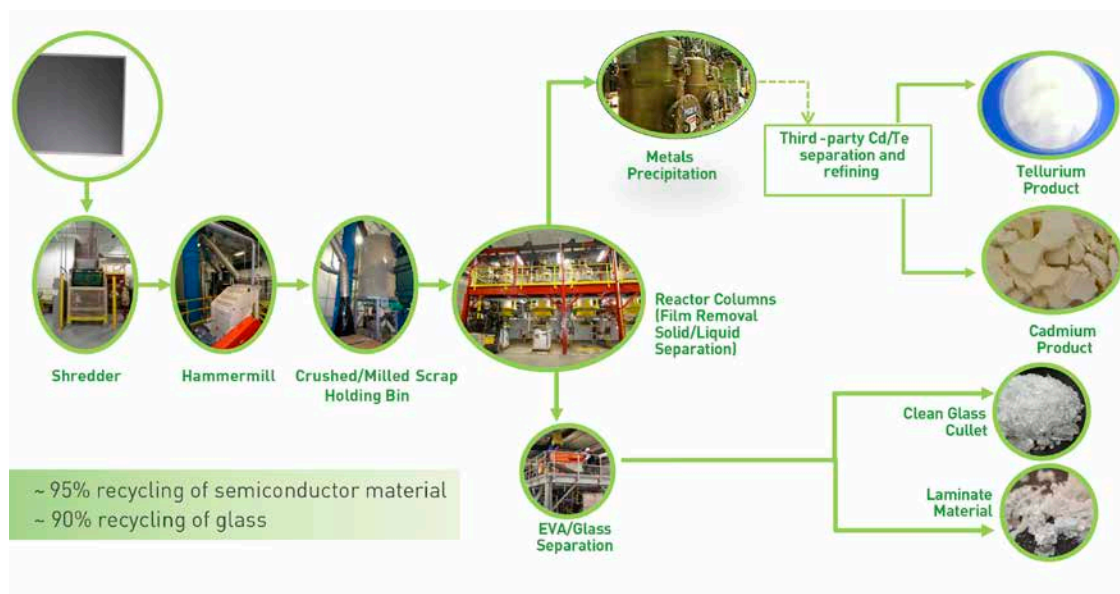 Metals
Precipitation
Third-party Cd/Te
separation and
refining
Tellurium
Product
Shredder
Hammermill
Crushed/Milled Scrap
Holding Bin
Reactor Columns
(Film Removal
Solid/Liquid
Separation)
Cadmium
Product
Clean Glass
Cullet
~ 95% recycling of semiconductor material
~ 90% recycling of glass
EVA/Glass
Separation
Laminate
Material